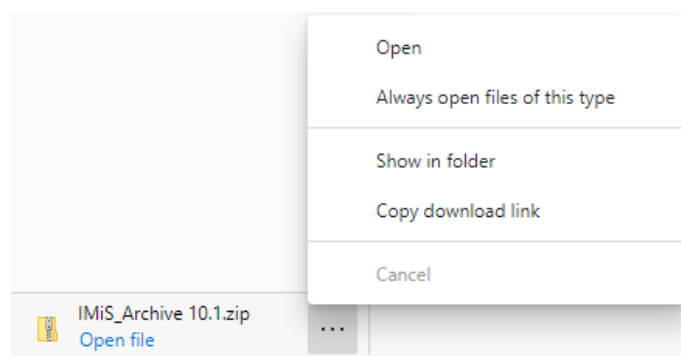 Open
Always open files of this type
Show in folder
Copy download link
Cancel
IMiS_Archive 10.1.zip
Open file
...